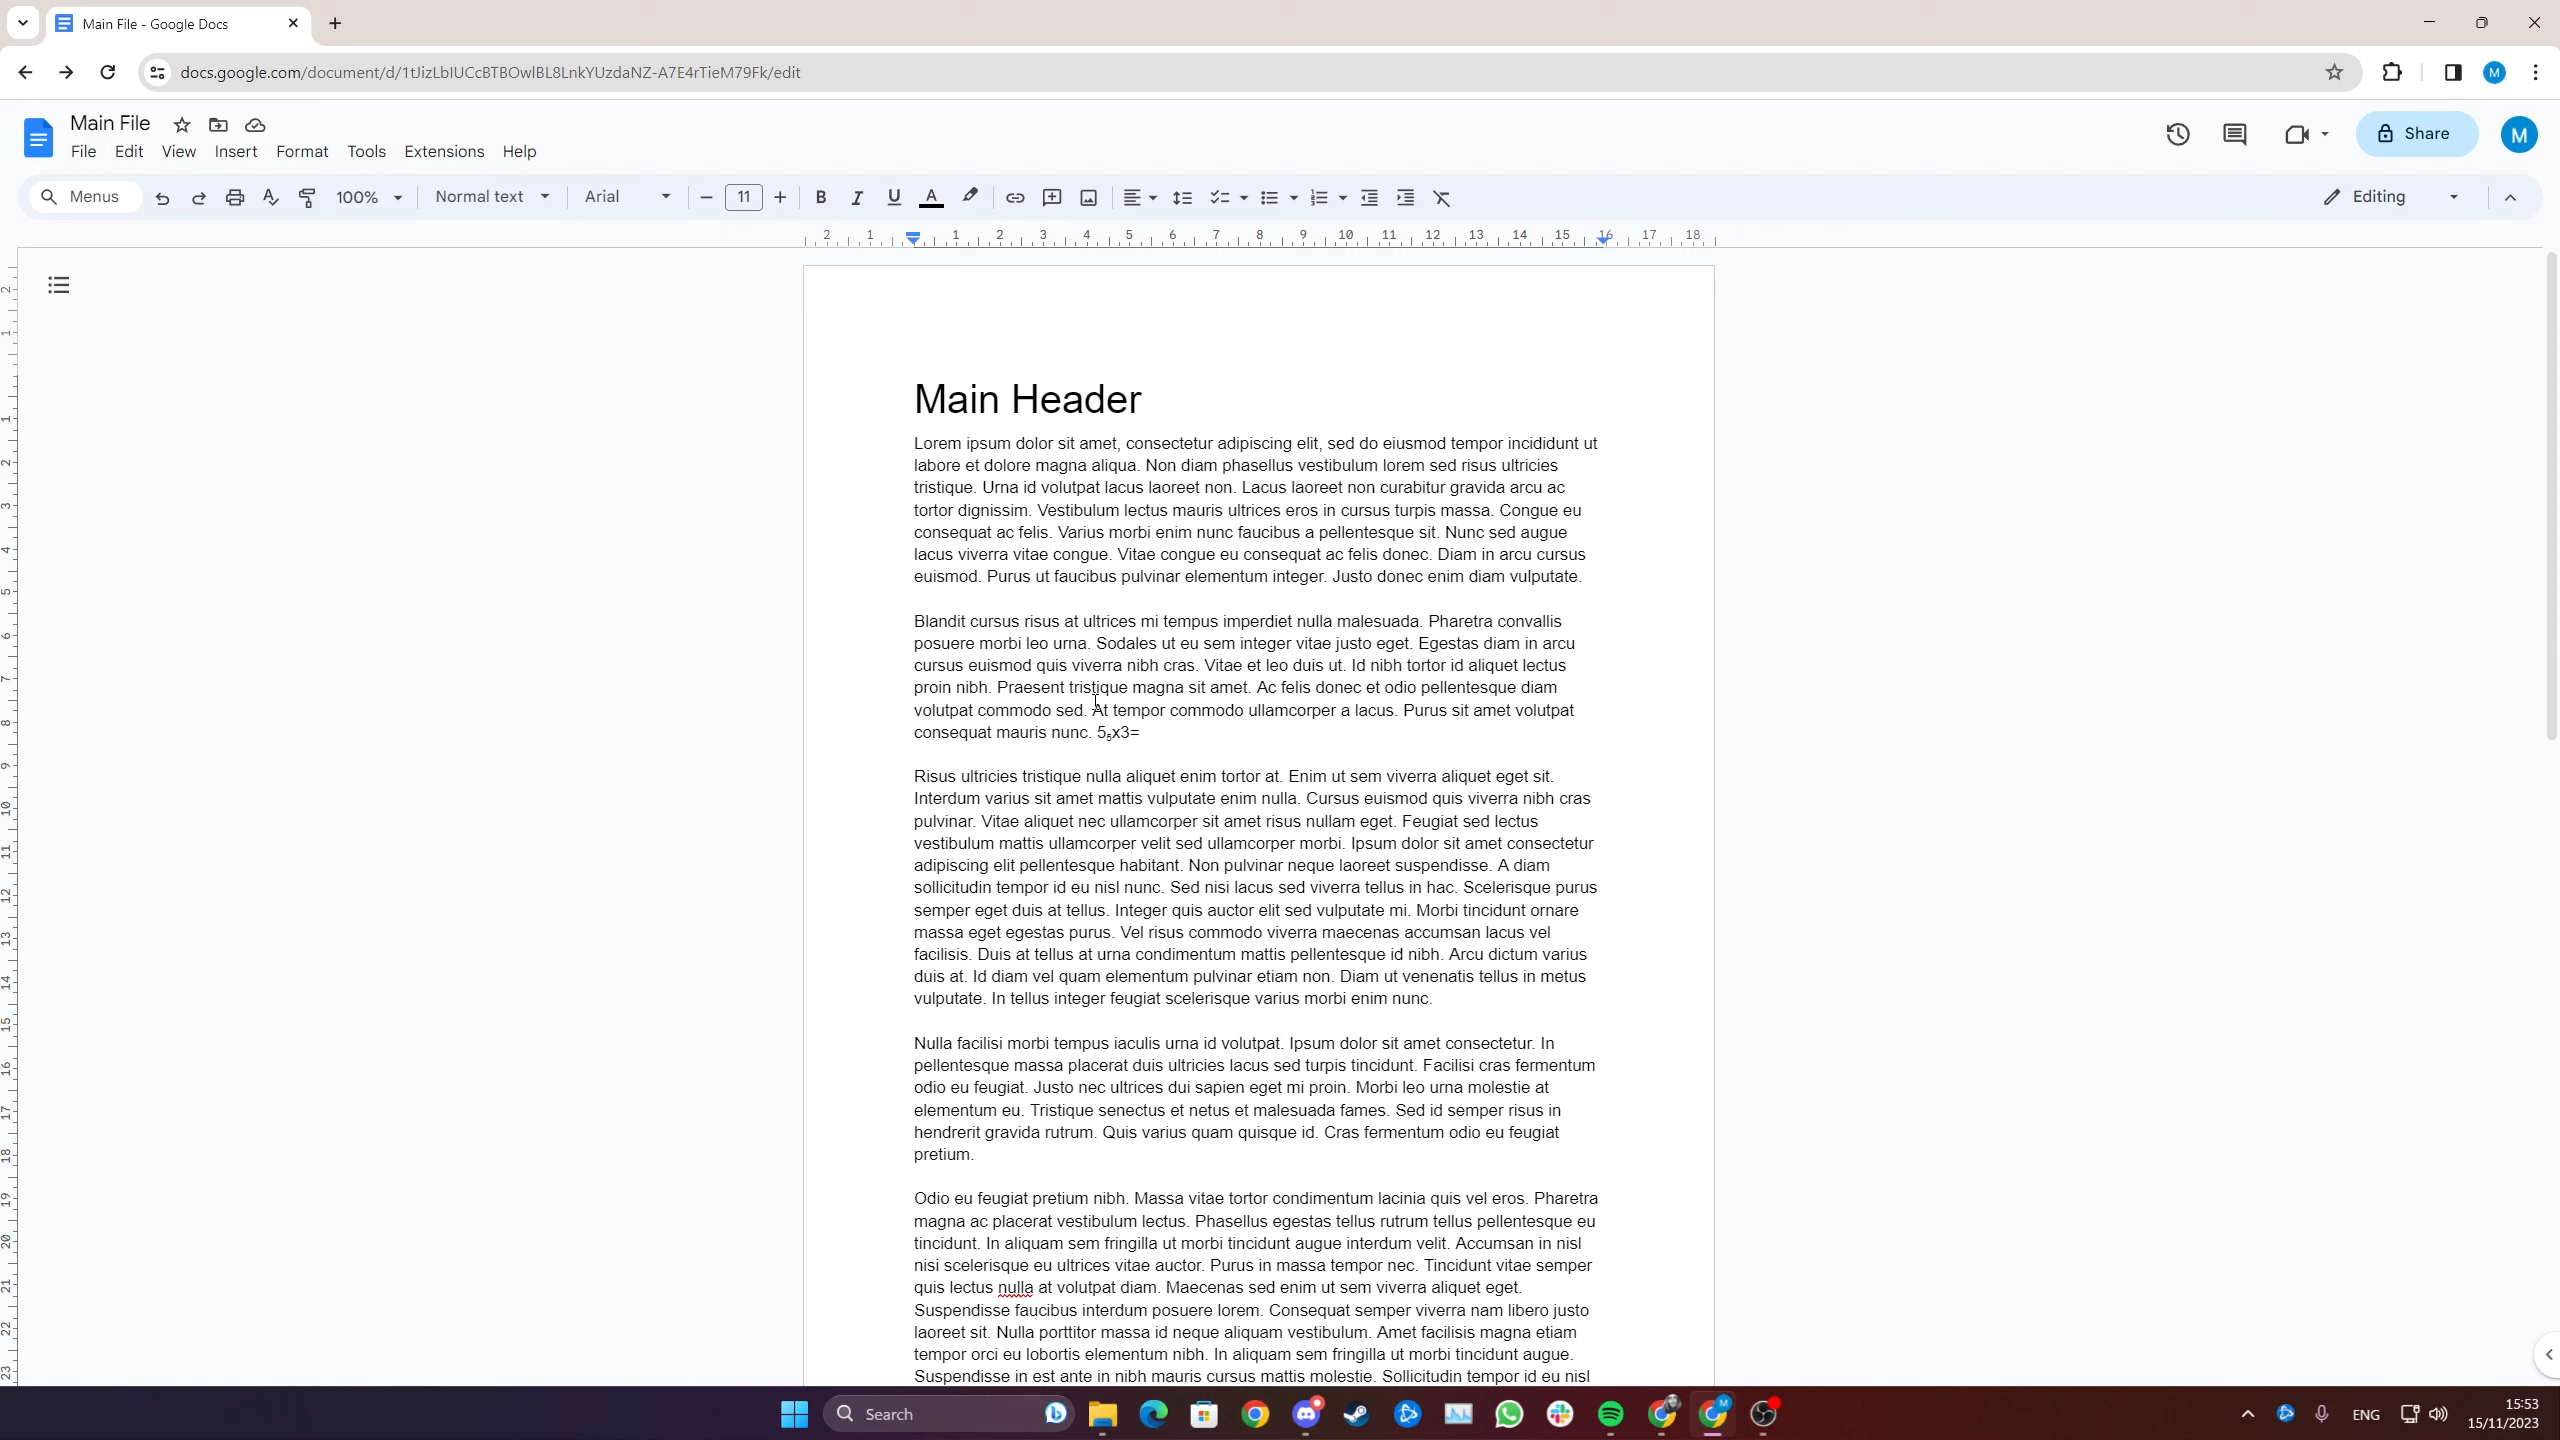 Main File - Google Docs
docs.google.com/document/d/1tJizLbIUCcBTBOwlBL8LnkYUzdaNZ-A7E4rTieM79Fk/edit
Main File
File Edit View Insert Format Tools Extensions Help
Share
M
Menus 100% Normal text Arial 11 Editing
2 1 1 2 3 4 5 6 7 8 9 10 11 12 13 14 15 16 17 18
Main Header
Lorem ipsum dolor sit amet, consectetur adipiscing elit, sed do eiusmod tempor incididunt ut
labore et dolore magna aliqua. Non diam phasellus vestibulum lorem sed risus ultricies
tristique. Urna id volutpat lacus laoreet non. Lacus laoreet non curabitur gravida arcu ac
tortor dignissim. Vestibulum lectus mauris ultrices eros in cursus turpis massa. Congue eu
consequat ac felis. Varius morbi enim nunc faucibus a pellentesque sit. Nunc sed augue
lacus viverra vitae congue. Vitae congue eu consequat ac felis donec. Diam in arcu cursus
euismod. Purus ut faucibus pulvinar elementum integer. Justo donec enim diam vulputate.
Blandit cursus risus at ultrices mi tempus imperdiet nulla malesuada. Pharetra convallis
posuere morbi leo urna. Sodales ut eu sem integer vitae justo eget. Egestas diam in arcu
cursus euismod quis viverra nibh cras. Vitae et leo duis ut. Id nibh tortor id aliquet lectus
proin nibh. Praesent tristique magna sit amet. Ac felis donec et odio pellentesque diam
volutpat commodo sed. At tempor commodo ullamcorper a lacus. Purus sit amet volutpat
consequat mauris nunc. 5₅x3=
Risus ultricies tristique nulla aliquet enim tortor at. Enim ut sem viverra aliquet eget sit.
Interdum varius sit amet mattis vulputate enim nulla. Cursus euismod quis viverra nibh cras
pulvinar. Vitae aliquet nec ullamcorper sit amet risus nullam eget. Feugiat sed lectus
vestibulum mattis ullamcorper velit sed ullamcorper morbi. Ipsum dolor sit amet consectetur
adipiscing elit pellentesque habitant. Non pulvinar neque laoreet suspendisse. A diam
sollicitudin tempor id eu nisl nunc. Sed nisi lacus sed viverra tellus in hac. Scelerisque purus
semper eget duis at tellus. Integer quis auctor elit sed vulputate mi. Morbi tincidunt ornare
massa eget egestas purus. Vel risus commodo viverra maecenas accumsan lacus vel
facilisis. Duis at tellus at urna condimentum mattis pellentesque id nibh. Arcu dictum varius
duis at. Id diam vel quam elementum pulvinar etiam non. Diam ut venenatis tellus in metus
vulputate. In tellus integer feugiat scelerisque varius morbi enim nunc.
Nulla facilisi morbi tempus iaculis urna id volutpat. Ipsum dolor sit amet consectetur. In
pellentesque massa placerat duis ultricies lacus sed turpis tincidunt. Facilisi cras fermentum
odio eu feugiat. Justo nec ultrices dui sapien eget mi proin. Morbi leo urna molestie at
elementum eu. Tristique senectus et netus et malesuada fames. Sed id semper risus in
hendrerit gravida rutrum. Quis varius quam quisque id. Cras fermentum odio eu feugiat
pretium.
Odio eu feugiat pretium nibh. Massa vitae tortor condimentum lacinia quis vel eros. Pharetra
magna ac placerat vestibulum lectus. Phasellus egestas tellus rutrum tellus pellentesque eu
tincidunt. In aliquam sem fringilla ut morbi tincidunt augue interdum velit. Accumsan in nisl
nisi scelerisque eu ultrices vitae auctor. Purus in massa tempor nec. Tincidunt vitae semper
quis lectus nulla at volutpat diam. Maecenas sed enim ut sem viverra aliquet eget.
Suspendisse faucibus interdum posuere lorem. Consequat semper viverra nam libero justo
laoreet sit. Nulla porttitor massa id neque aliquam vestibulum. Amet facilisis magna etiam
tempor orci eu lobortis elementum nibh. In aliquam sem fringilla ut morbi tincidunt augue.
Suspendisse in est ante in nibh mauris cursus mattis molestie. Sollicitudin tempor id eu nisl
Search
ENG
15:53
15/11/2023